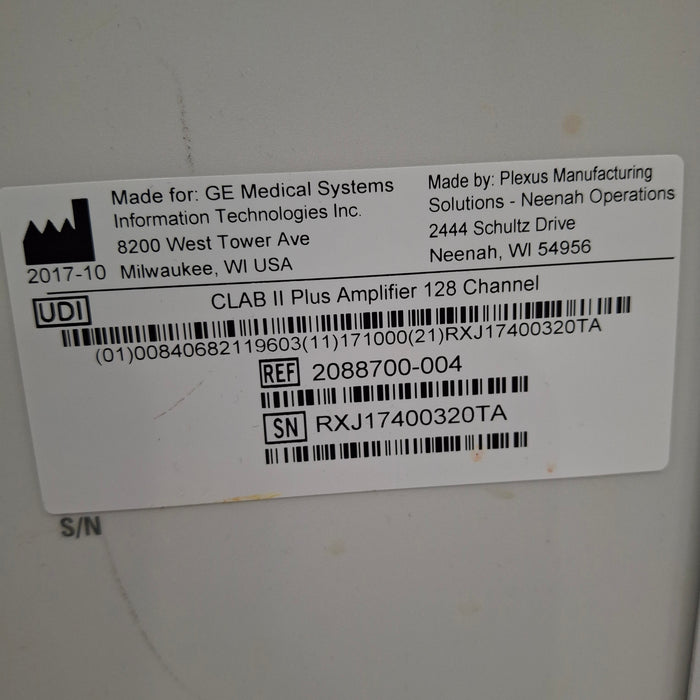 Made for: GE Medical Systems
Information Technologies Inc.
8200 West Tower Ave
2017-10 Milwaukee, WI USA
Made by: Plexus Manufacturing
Solutions - Neenah Operations
2444 Schultz Drive
Neenah, WI 54956
UDI
CLAB II Plus Amplifier 128 Channel
(01)00840682119603(11)171000(21)RXJ17400320TA
REF 2088700-004
SN RXJ17400320TA
S/N